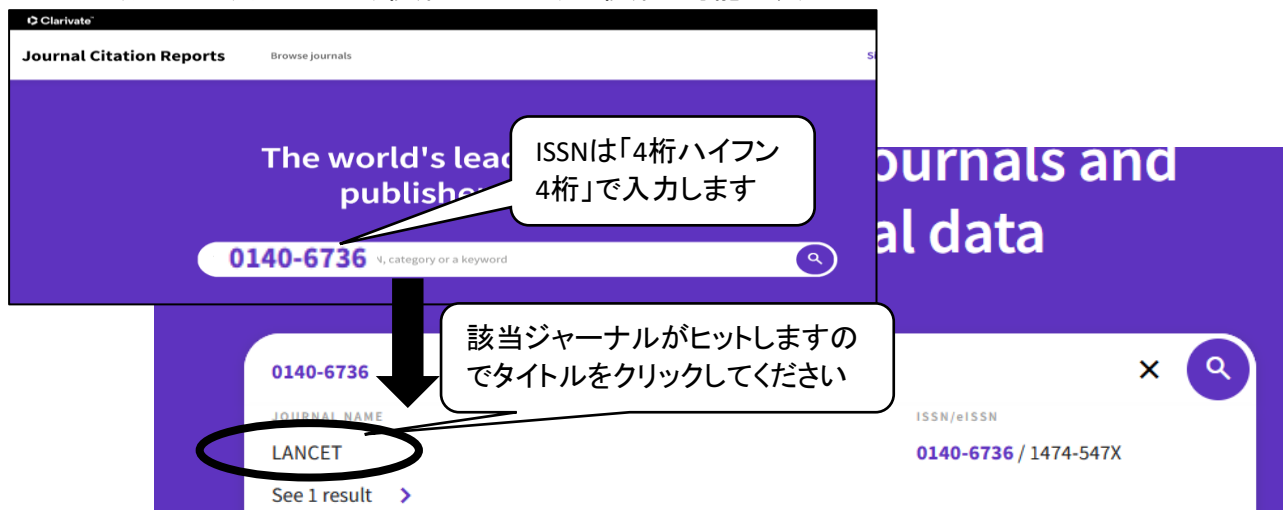 Clarivate™
Journal Citation Reports
Browse journals
The world's lead
publishe
ISSNは「4桁ハイフン
4桁」で入力します
ournals and
al data
0140-6736 category or a keyword
該当ジャーナルがヒットしますの
でタイトルをクリックしてください
0140-6736
JOURNAL NAME
ISSN/eISSN
LANCET
0140-6736 / 1474-547X
See 1 result